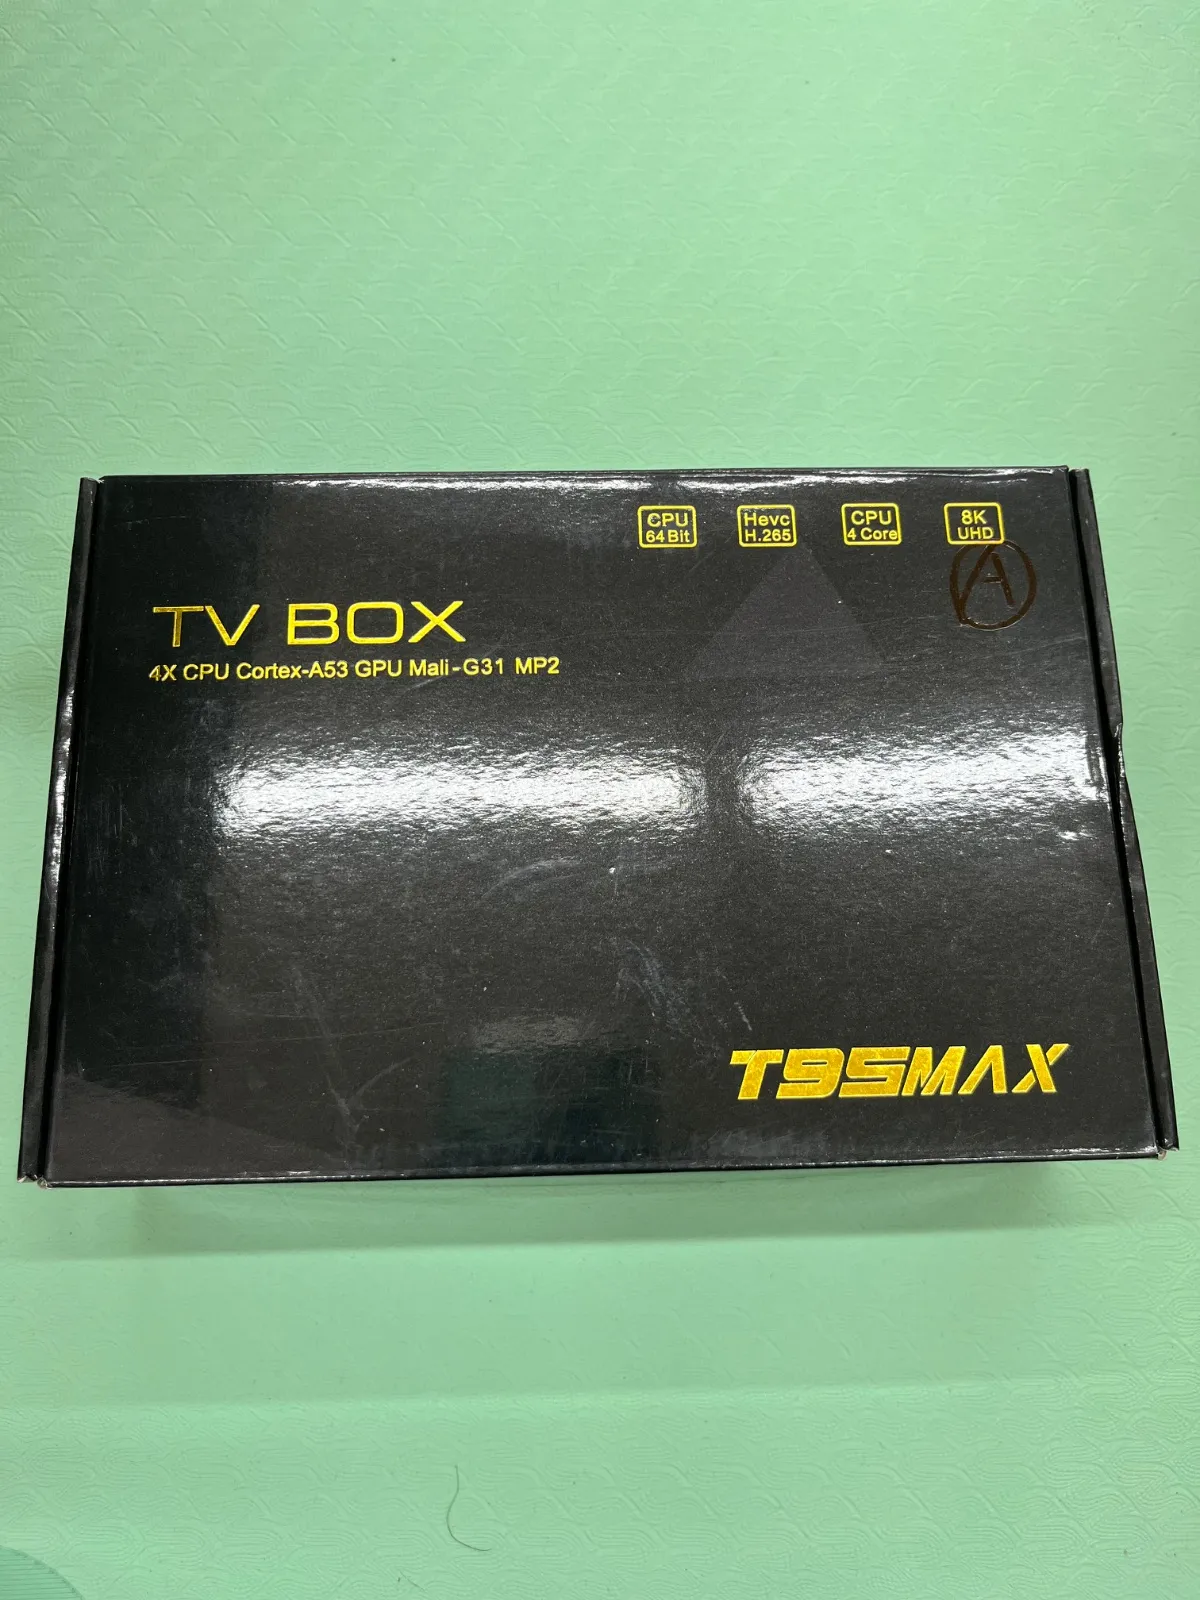 CPU
64 Bit
Hevc
H.265
CPU
4 Core
8K
UHD
A
TV BOX
4X CPU Cortex-A53 GPU Mali-G31 MP2
T95MAX